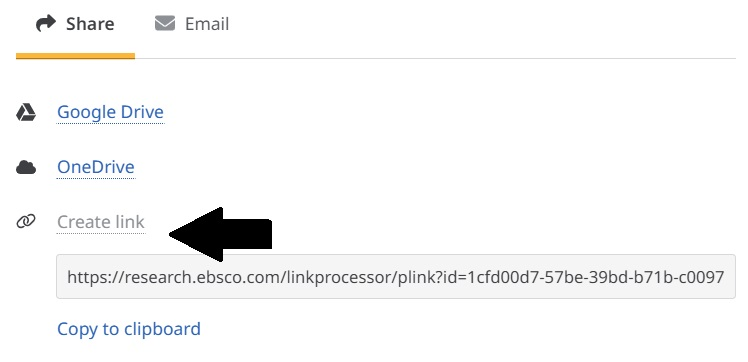 Share Email
Google Drive
OneDrive
Create link
https://research.ebsco.com/linkprocessor/plink?id=1cfd00d7-57be-39bd-b71b-c0097
Copy to clipboard